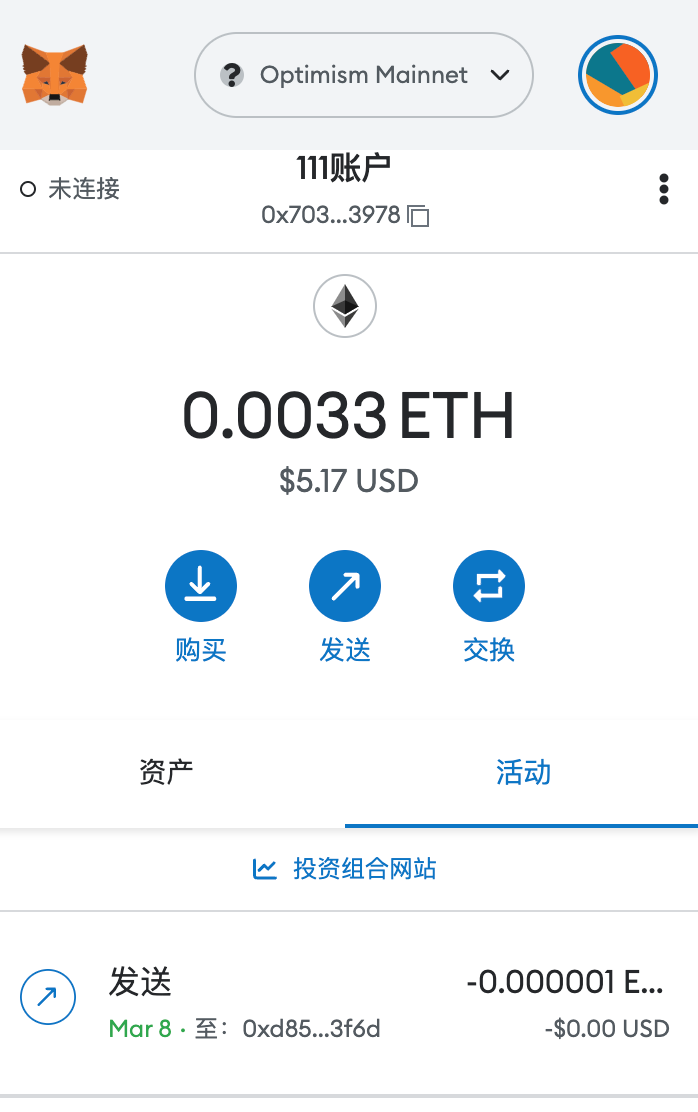 ? Optimism Mainnet
111账户
未连接
0x703...3978
0.0033 ETH
$5.17 USD
购买 发送 交换
资产 活动
投资组合网站
发送 -0.000001 E...
Mar 8 · 至： 0xd85...3f6d -$0.00 USD